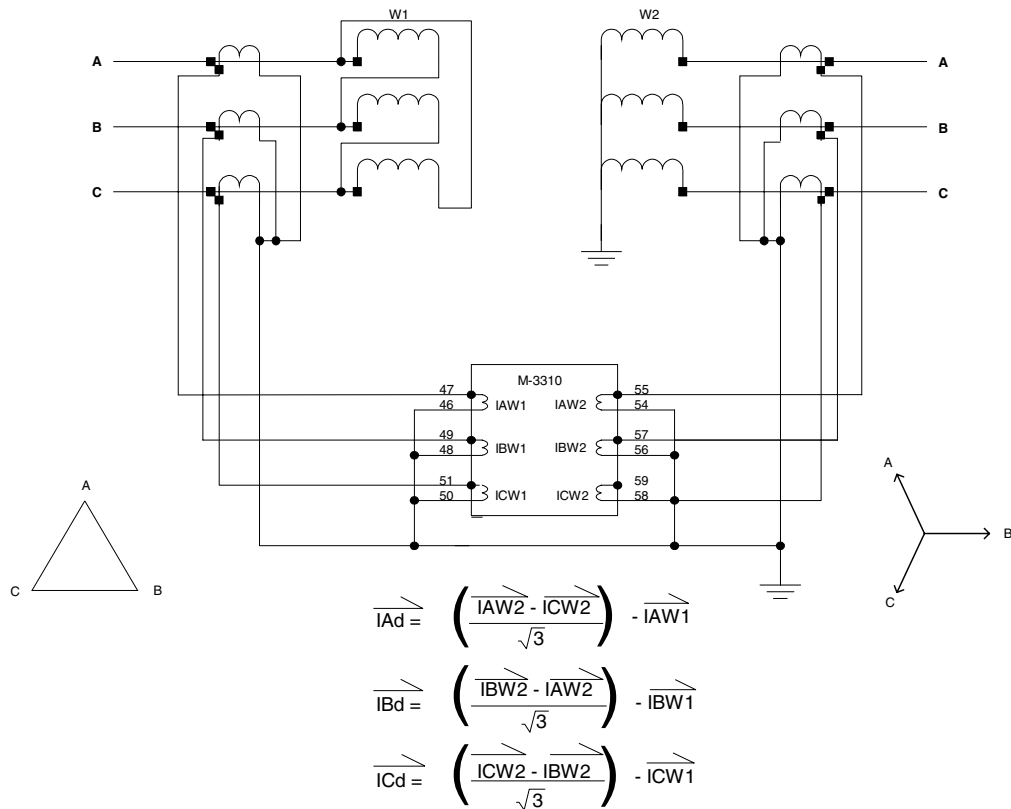 W1 W2
A A
B B
C C
M-3310
47 55
46 IAW1 IAW2 54
49 57
48 IBW1 IBW2 56
51 59
50 ICW1 ICW2 58
A
C B
A
B
C
IAd = ( IAW2 - ICW2 / √3 ) - IAW1
IBd = ( IBW2 - IAW2 / √3 ) - IBW1
ICd = ( ICW2 - IBW2 / √3 ) - ICW1